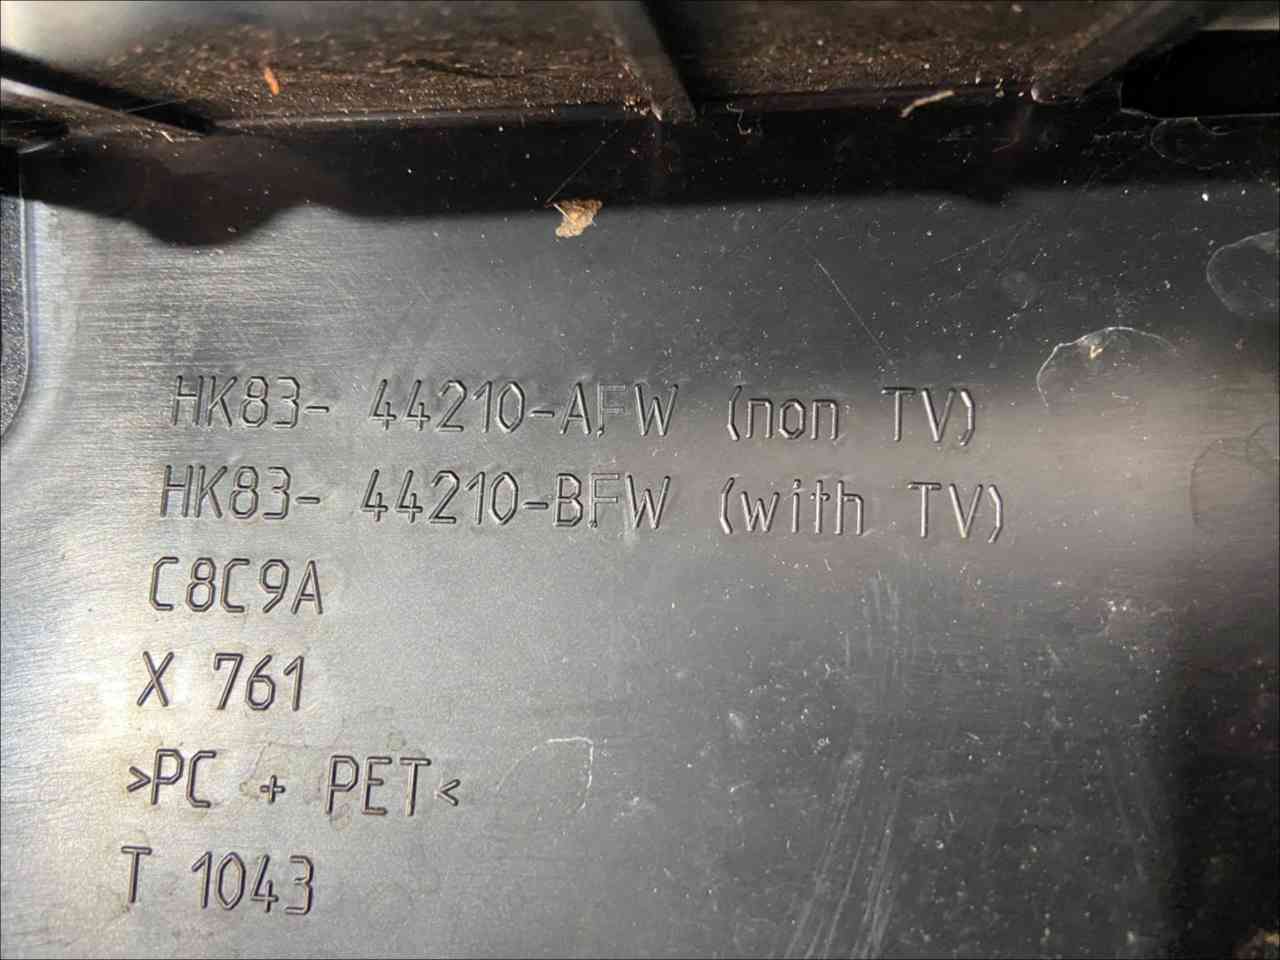 HK83- 44210-AFW (non TV)
HK83- 44210-BFW (with TV)
C8C9A
X 761
>PC + PET<
T 1043